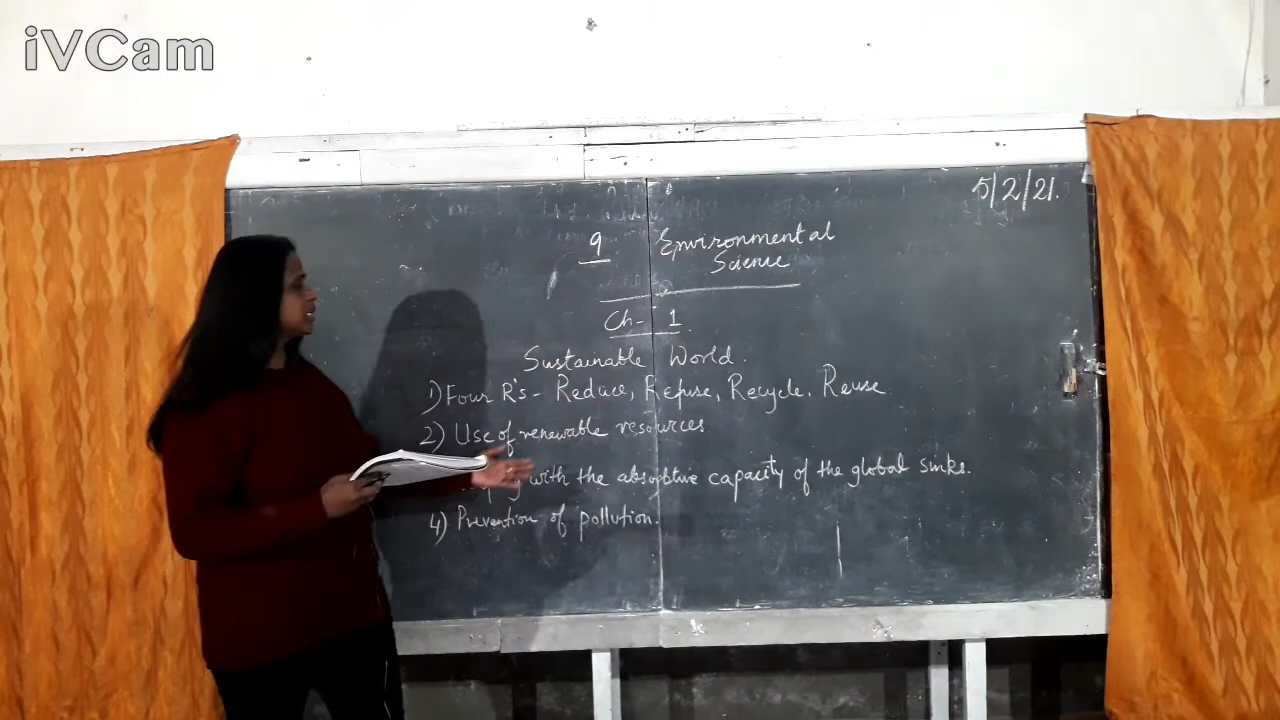 iVCam
5/2/21.
9 Environmental
Science
Ch- 1.
Sustainable World.
1) Four R's - Reduce, Refuse, Recycle, Reuse
2) Use of renewable resources
with the absorptive capacity of the global sinks.
4) Prevention of pollution.